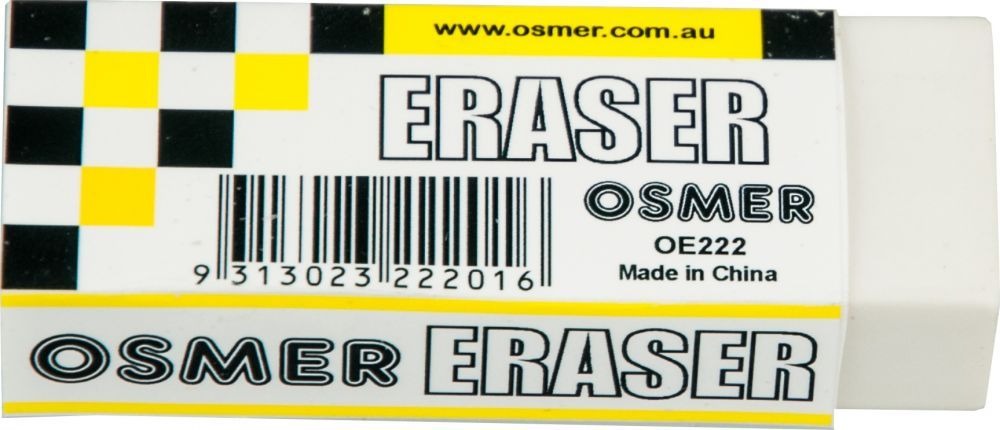 www.osmer.com.au
ERASER
OSMER
OE222
Made in China
9 313023 222016
OSMER ERASER